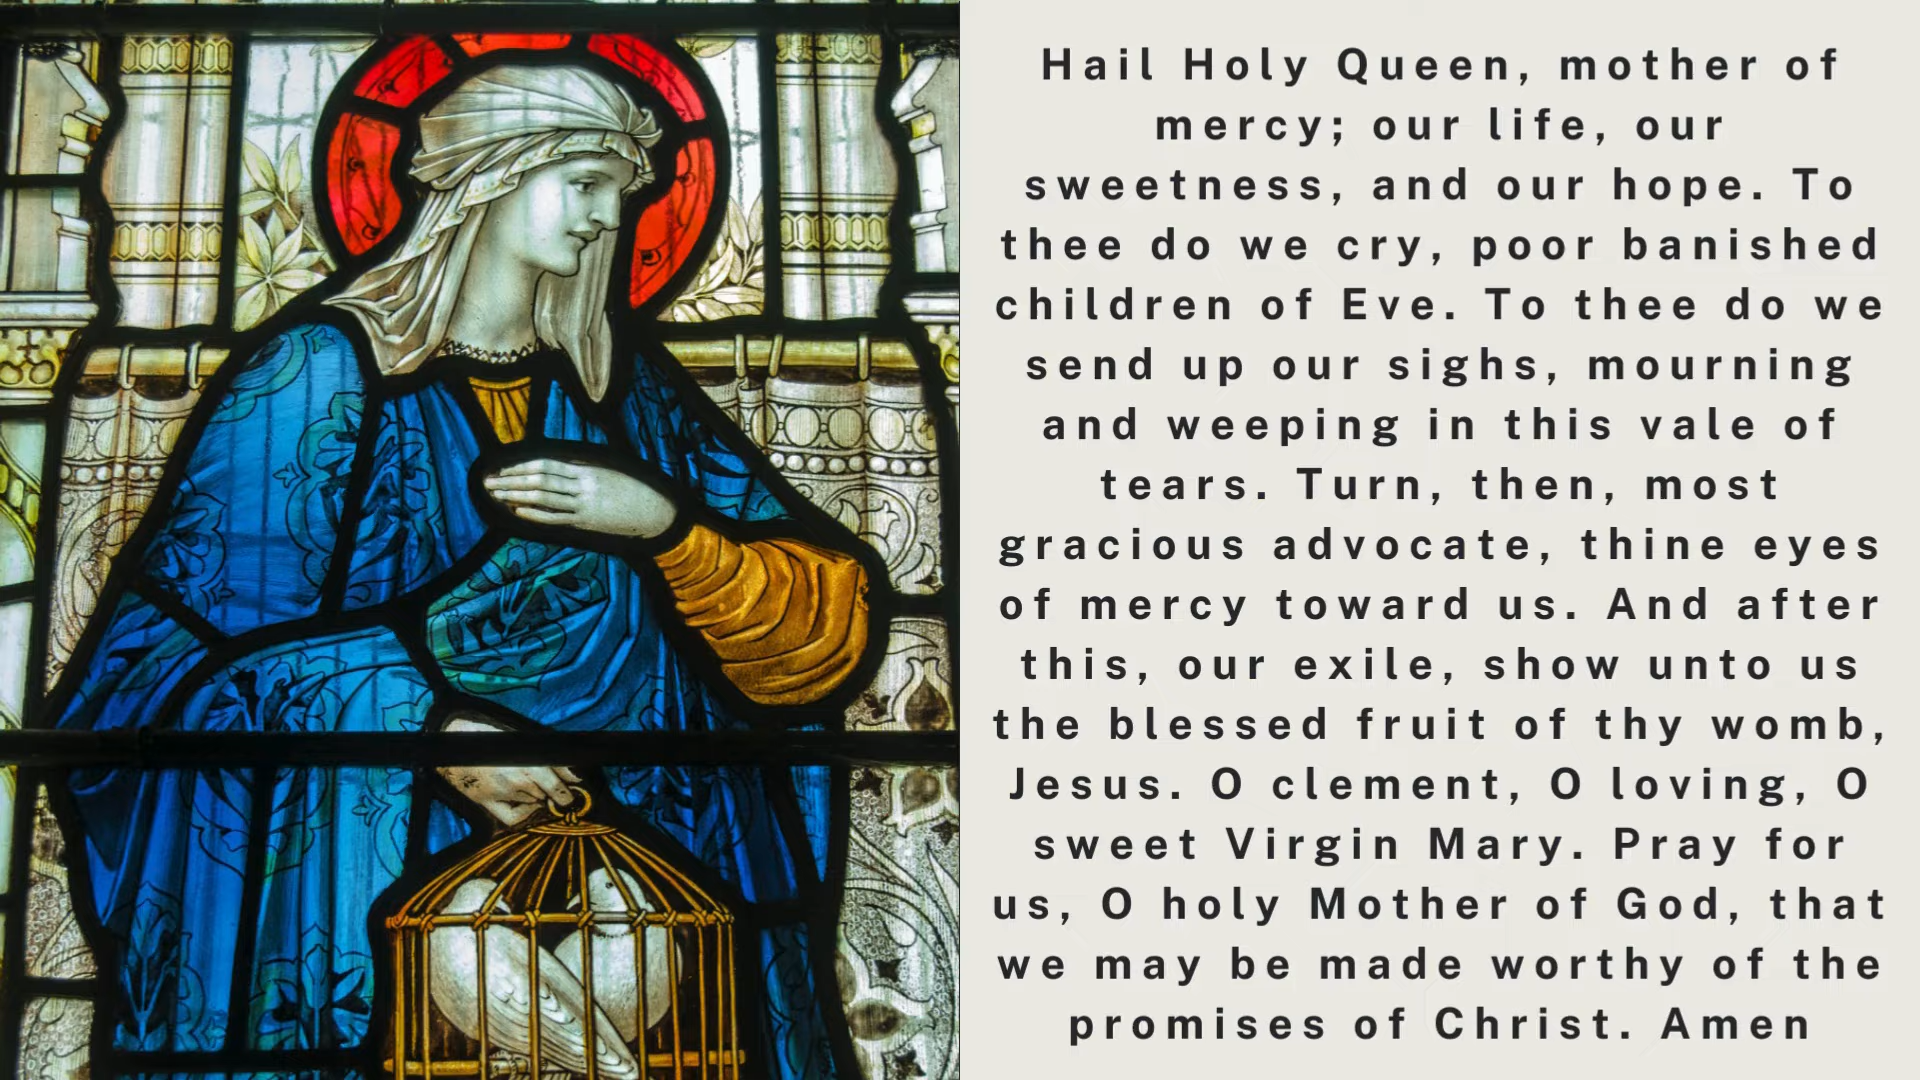 Hail Holy Queen, mother of
mercy; our life, our
sweetness, and our hope. To
thee do we cry, poor banished
children of Eve. To thee do we
send up our sighs, mourning
and weeping in this vale of
tears. Turn, then, most
gracious advocate, thine eyes
of mercy toward us. And after
this, our exile, show unto us
the blessed fruit of thy womb,
Jesus. O clement, O loving, O
sweet Virgin Mary. Pray for
us, O holy Mother of God, that
we may be made worthy of the
promises of Christ. Amen